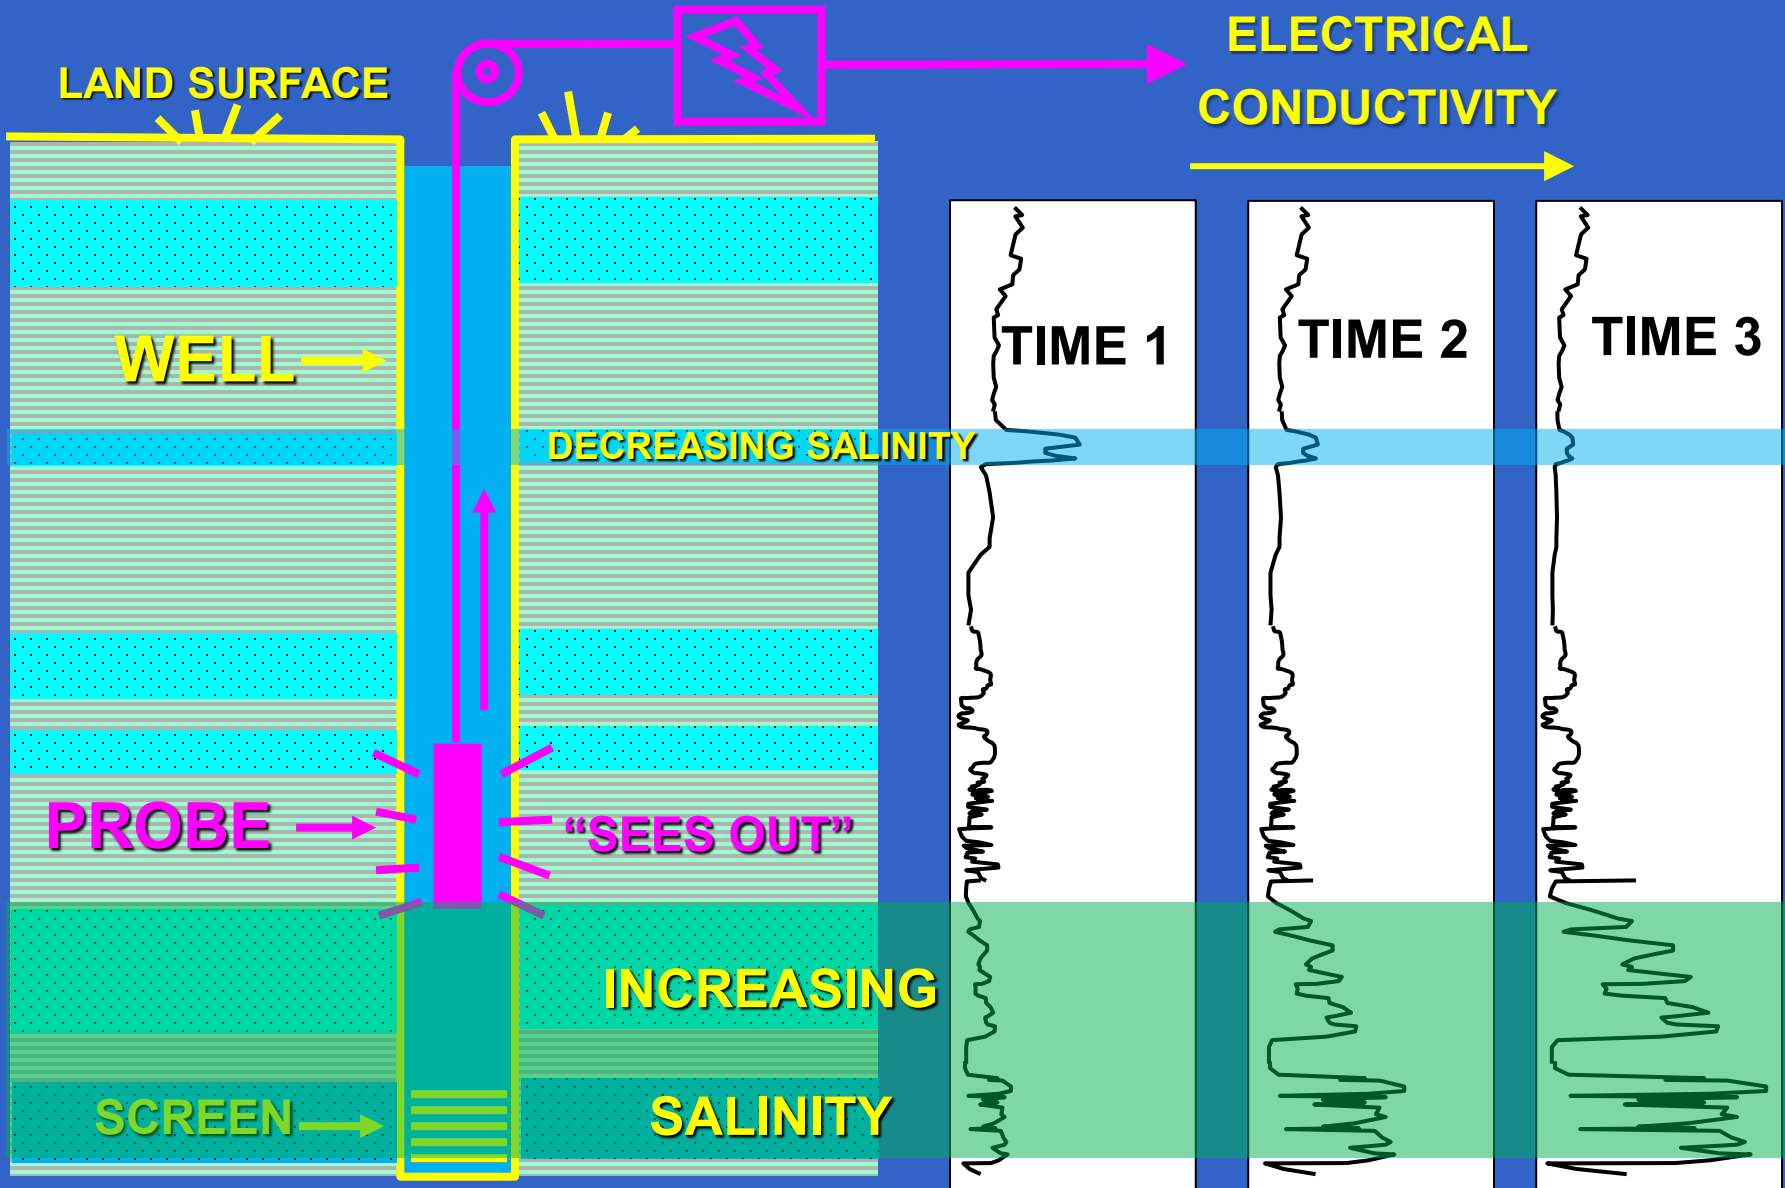 ELECTRICAL
CONDUCTIVITY
LAND SURFACE
TIME 1
TIME 2
TIME 3
WELL
DECREASING SALINITY
PROBE
“SEES OUT”
INCREASING
SALINITY
SCREEN